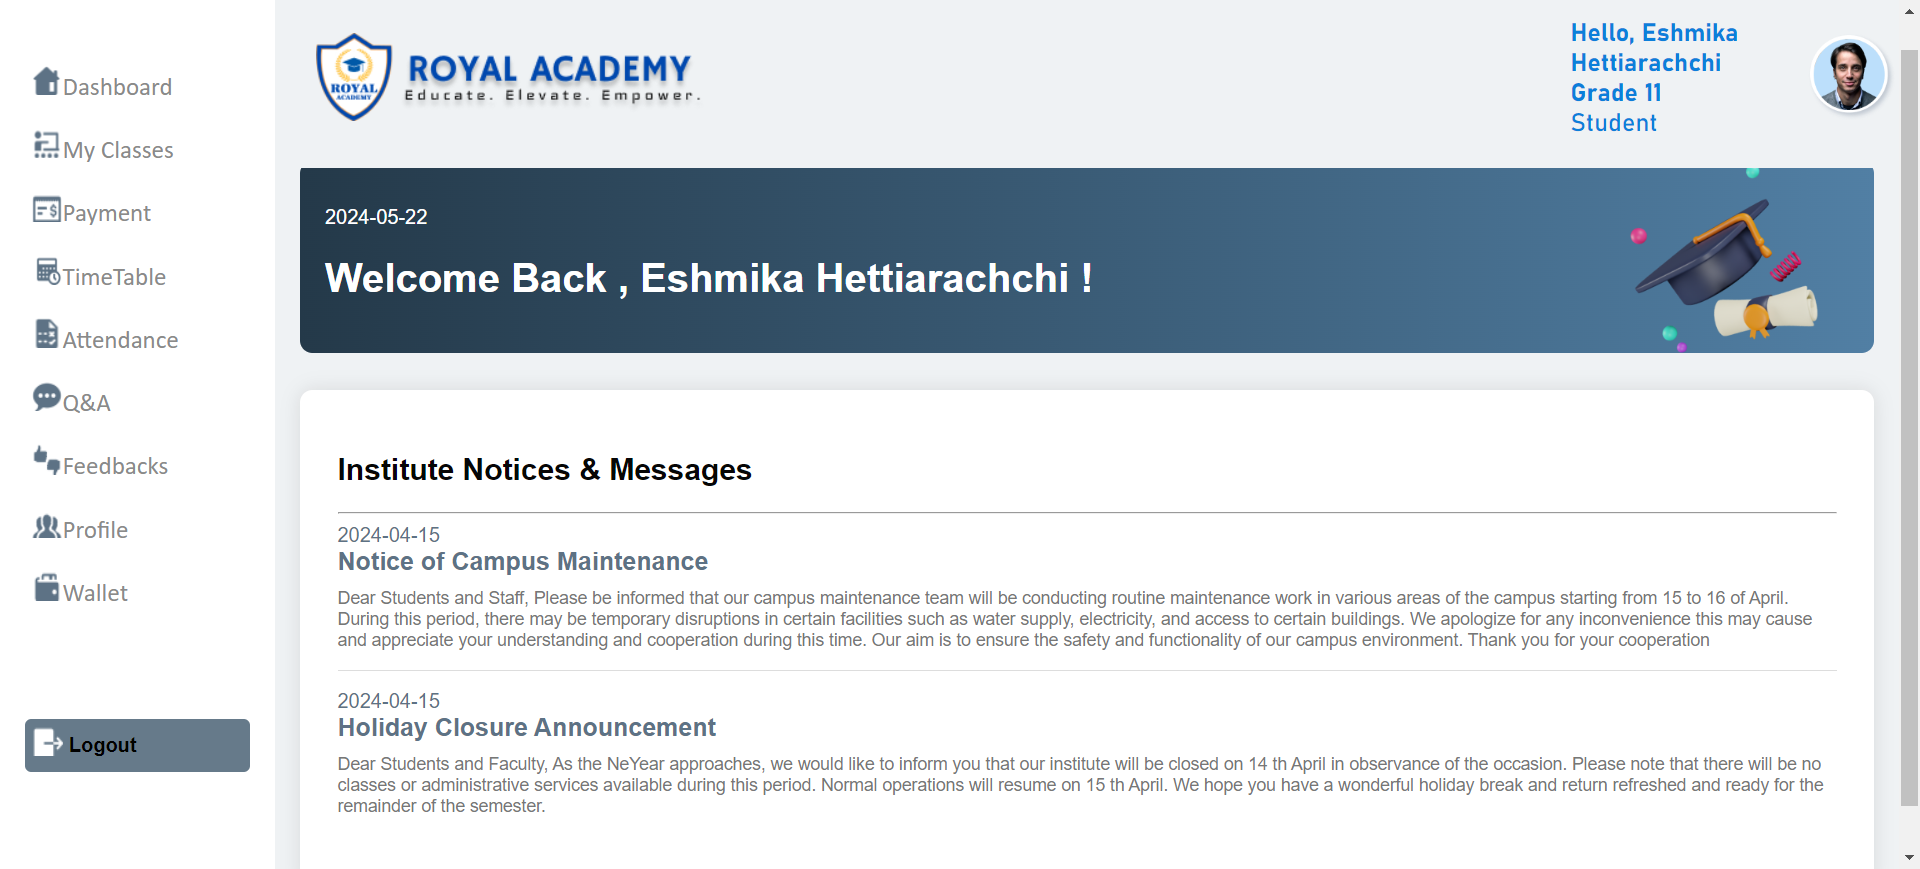 Dashboard
My Classes
Payment
TimeTable
Attendance
Q&A
Feedbacks
Profile
Wallet
Logout
ROYAL
ACADEMY
ROYAL ACADEMY
Educate. Elevate. Empower.
Hello, Eshmika
Hettiarachchi
Grade 11
Student
2024-05-22
Welcome Back , Eshmika Hettiarachchi !
Institute Notices & Messages
2024-04-15
Notice of Campus Maintenance
Dear Students and Staff, Please be informed that our campus maintenance team will be conducting routine maintenance work in various areas of the campus starting from 15 to 16 of April.
During this period, there may be temporary disruptions in certain facilities such as water supply, electricity, and access to certain buildings. We apologize for any inconvenience this may cause
and appreciate your understanding and cooperation during this time. Our aim is to ensure the safety and functionality of our campus environment. Thank you for your cooperation
2024-04-15
Holiday Closure Announcement
Dear Students and Faculty, As the NeYear approaches, we would like to inform you that our institute will be closed on 14 th April in observance of the occasion. Please note that there will be no
classes or administrative services available during this period. Normal operations will resume on 15 th April. We hope you have a wonderful holiday break and return refreshed and ready for the
remainder of the semester.